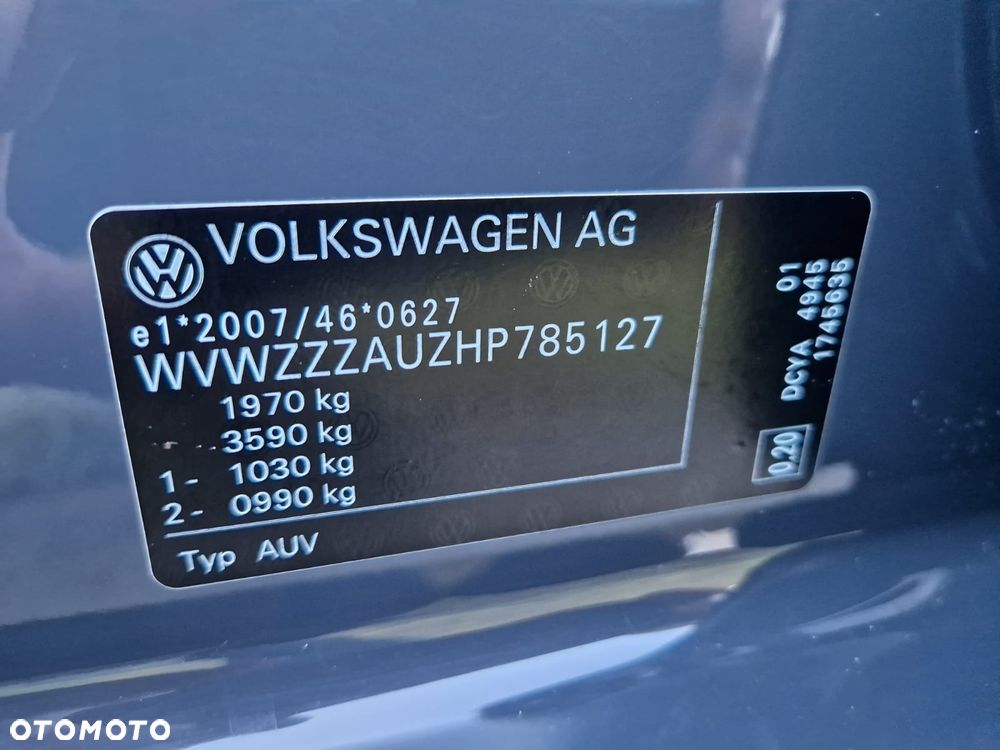 VOLKSWAGEN AG
e1*2007/46*0627
WVWZZZAUZHP785127
1970 kg
3590 kg
1- 1030 kg
2- 0990 kg
Typ AUV
01
DCYA 4945
1745635
0.20
OTOMOTO